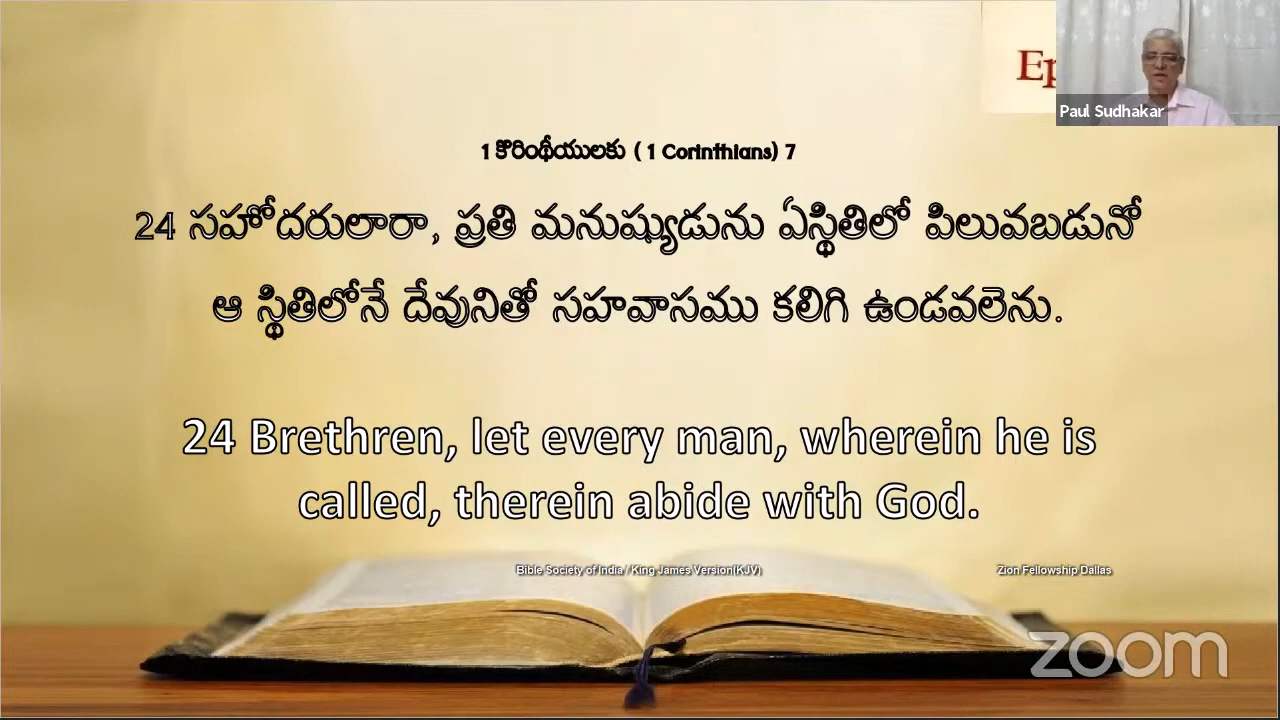 Ep
Paul Sudhakar
1 కొరింథీయులకు ( 1 Corinthians) 7
24 సహోదరులారా, ప్రతి మనుష్యుడును ఏస్థితిలో పిలువబడునో
ఆ స్థితిలోనే దేవునితో సహవాసము కలిగి ఉండవలెను.
24 Brethren, let every man, wherein he is
called, therein abide with God.
Bible Society of India / King James Version(KJV)
Zion Fellowship Dallas
zoom